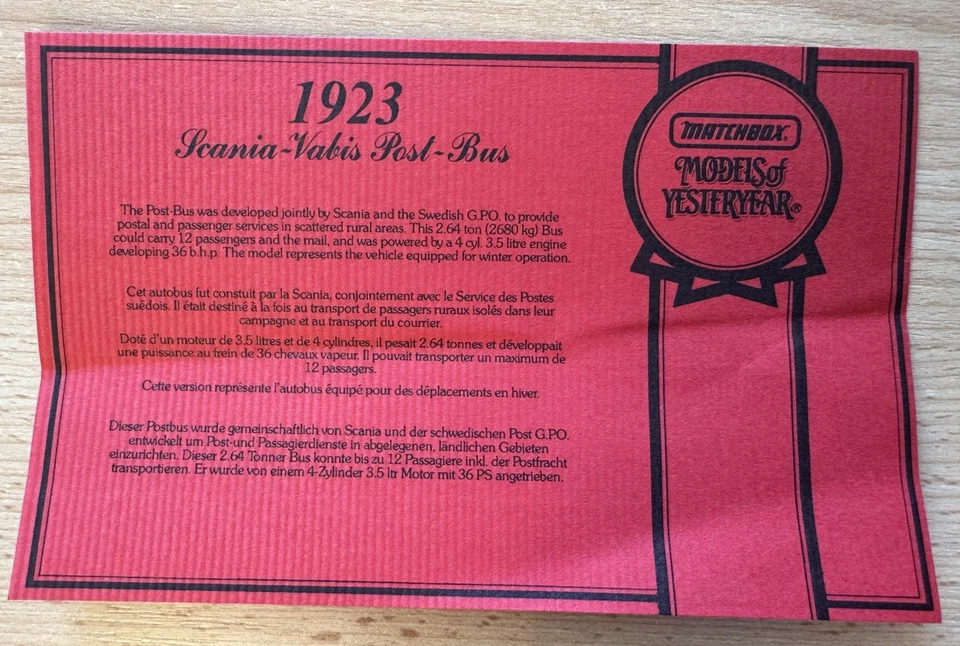 1923
Scania~Vabis Post~Bus
MATCHBOX®
MODELS of
YESTERYEAR®
The Post-Bus was developed jointly by Scania and the Swedish G.P.O. to provide
postal and passenger services in scattered rural areas. This 2.64 ton (2680 kg) Bus
could carry 12 passengers and the mail, and was powered by a 4 cyl. 3.5 litre engine
developing 36 b.h.p. The model represents the vehicle equipped for winter operation.
Cet autobus fut constuit par la Scania, conjointement avec le Service des Postes
suédois. Il était destiné à la fois au transport de passagers ruraux isolés dans leur
campagne et au transport du courrier.
Doté d'un moteur de 3.5 litres et de 4 cylindres, il pesait 2.64 tonnes et développait
une puissance au frein de 36 chevaux vapeur. Il pouvait transporter un maximum de
12 passagers.
Cette version représente l'autobus équipé pour des déplacements en hiver.
Dieser Postbus wurde gemeinschaftlich von Scania und der schwedischen Post G.P.O.
entwickelt um Post-und Passagierdienste in abgelegenen, ländlichen Gebieten
einzurichten. Dieser 2.64 Tonner Bus konnte bis zu 12 Passagiere inkl. der Postfracht
transportieren. Er wurde von einem 4-Zylinder 3.5 ltr Motor mit 36 PS angetrieben.